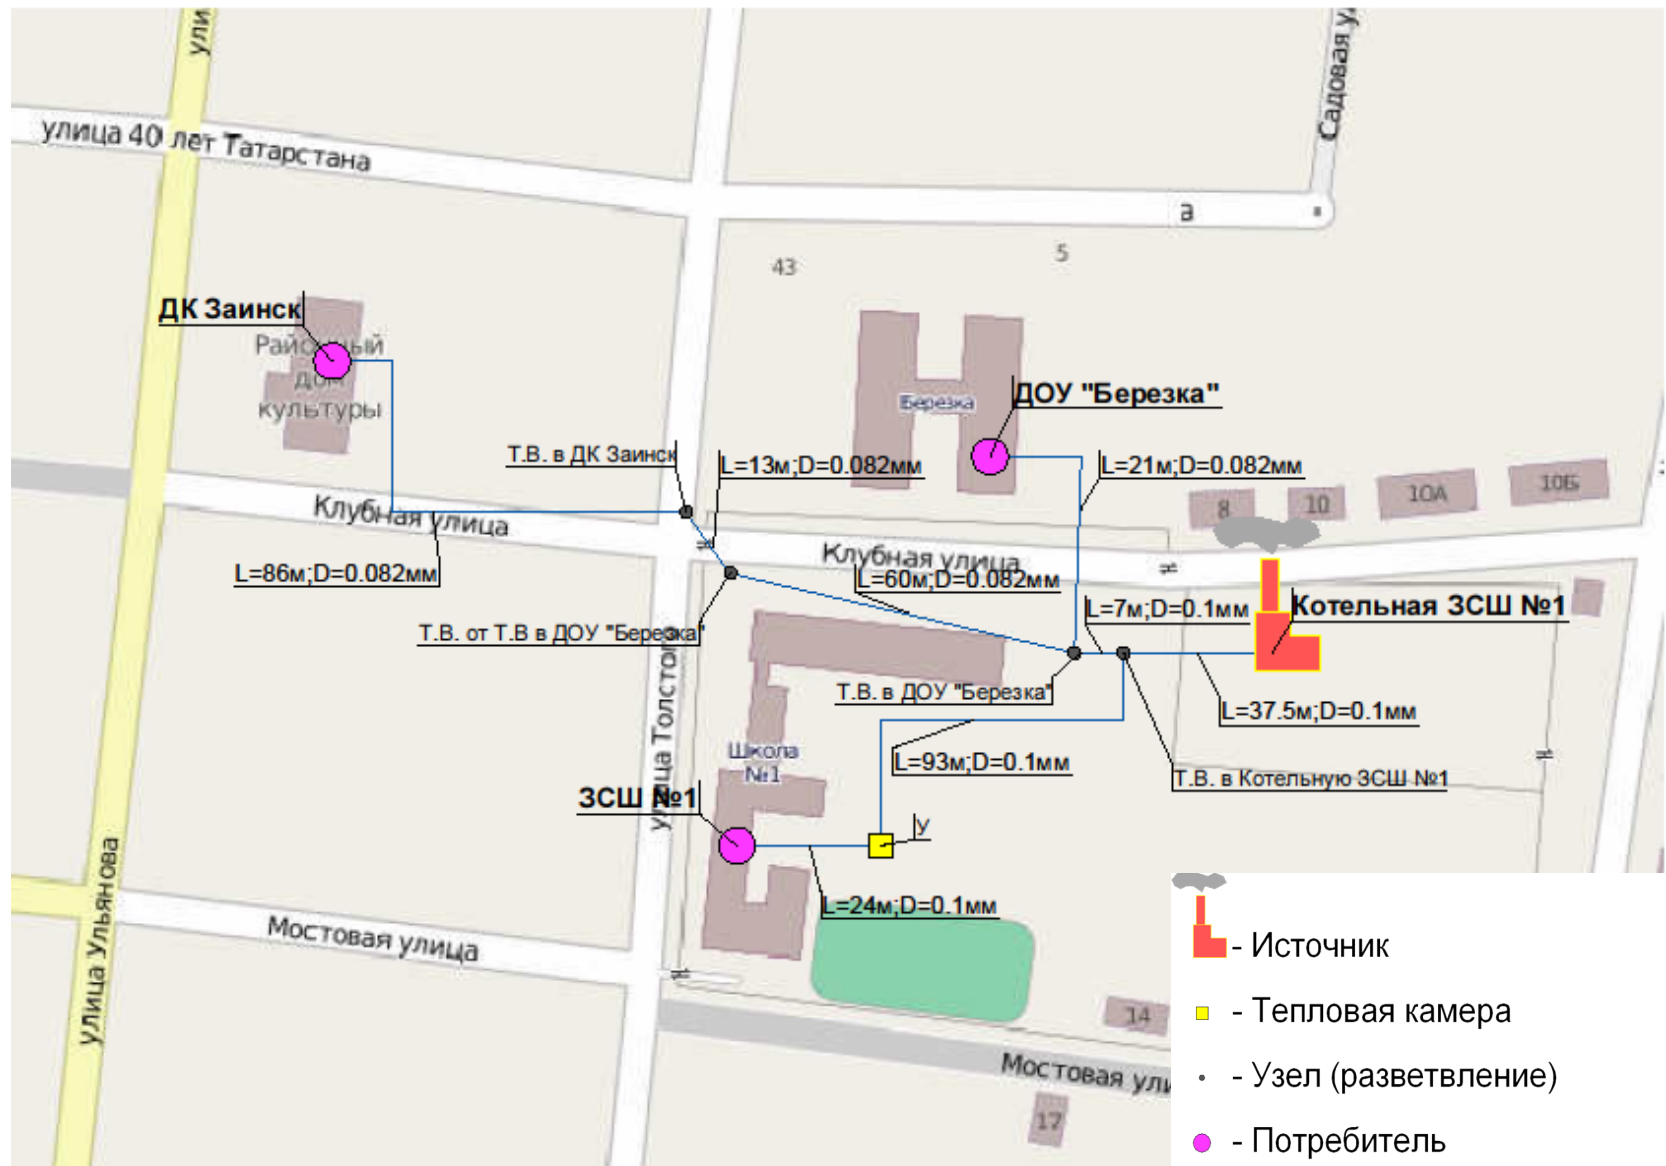 ули
Садовая у
улица 40 лет Татарстана
а
5
43
ДК Заинск
Районный
дом
культуры
ДОУ "Березка"
Березка
Т.В. в ДК Заинск
L=13м;D=0.082мм
L=21м;D=0.082мм
8
10
10А
10Б
Клубная улица
Клубная улица
L=86м;D=0.082мм
L=60м;D=0.082мм
L=7м;D=0.1мм
Котельная ЗСШ №1
Т.В. от Т.В в ДОУ "Березка"
Т.В. в ДОУ "Березка"
L=37.5м;D=0.1мм
улица Толстого
Школа
№1
L=93м;D=0.1мм
Т.В. в Котельную ЗСШ №1
ЗСШ №1
У
L=24м;D=0.1мм
улица Ульянова
Мостовая улица
14
Мостовая ули
17
- Источник
- Тепловая камера
- Узел (разветвление)
- Потребитель